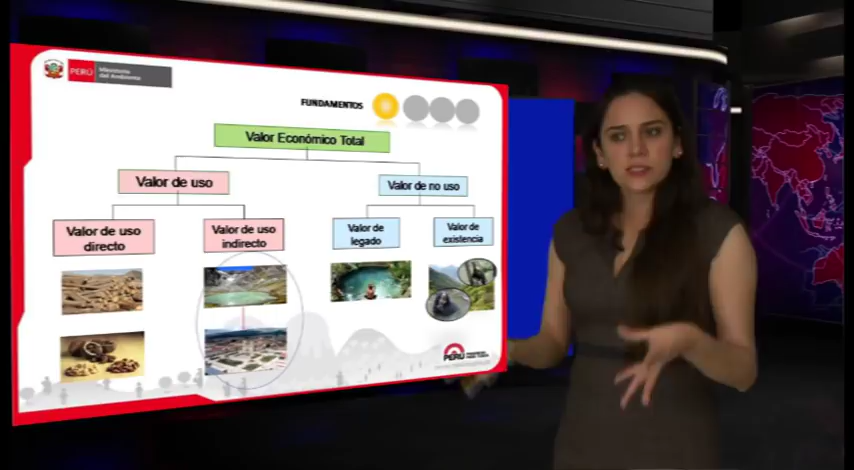 PERÚ
Ministerio
del Ambiente
FUNDAMENTOS
Valor Económico Total
Valor de uso
Valor de no uso
Valor de uso
directo
Valor de uso
indirecto
Valor de
legado
Valor de
existencia
PERÚ